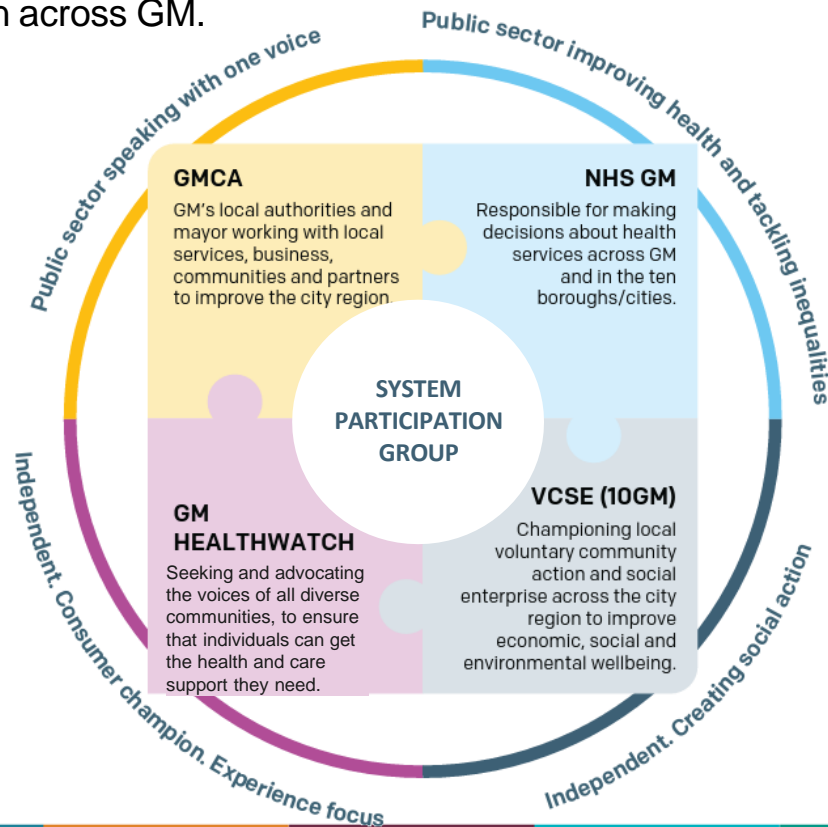 n across GM.
Public sector speaking with one voice
Public sector improving health and tackling inequalities
GMCA
GM's local authorities and
mayor working with local
services, business,
communities and partners
to improve the city region.
NHS GM
Responsible for making
decisions about health
services across GM
and in the ten
boroughs/cities.
SYSTEM
PARTICIPATION
GROUP
GM
HEALTHWATCH
Seeking and advocating
the voices of all diverse
communities, to ensure
that individuals can get
the health and care
support they need.
VCSE (10GM)
Championing local
voluntary community
action and social
enterprise across the city
region to improve
economic, social and
environmental wellbeing.
Independent. Consumer champion. Experience focus
Independent. Creating social action